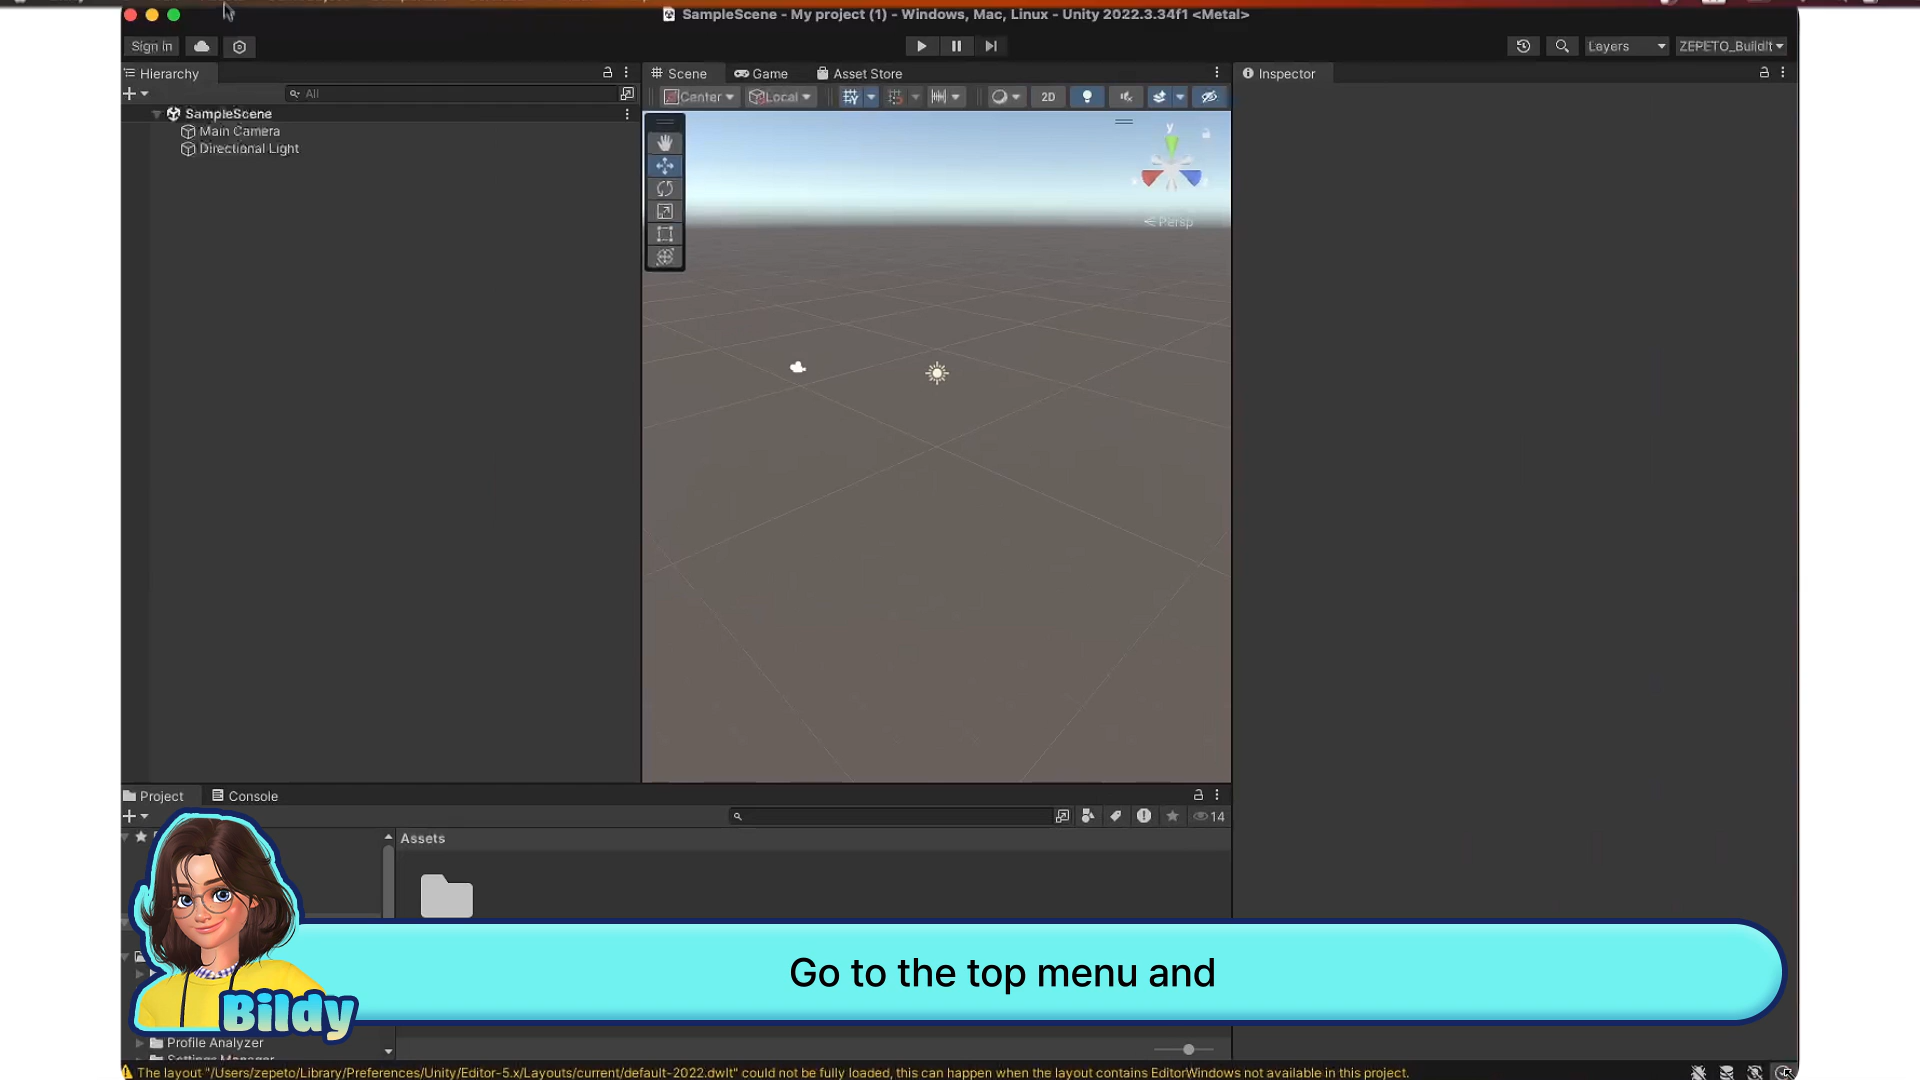 SampleScene - My project (1) - Windows, Mac, Linux - Unity 2022.3.34f1 <Metal>
Sign in
Layers
ZEPETO_BuildIt
Hierarchy
Scene
Game
Asset Store
Inspector
All
Center
Local
2D
SampleScene
Main Camera
Directional Light
y
Persp
Project
Console
14
Assets
Go to the top menu and
Bildy
Profile Analyzer
Settings Manager
The layout "/Users/zepeto/Library/Preferences/Unity/Editor-5.x/Layouts/current/default-2022.dwlt" could not be fully loaded, this can happen when the layout contains EditorWindows not available in this project.